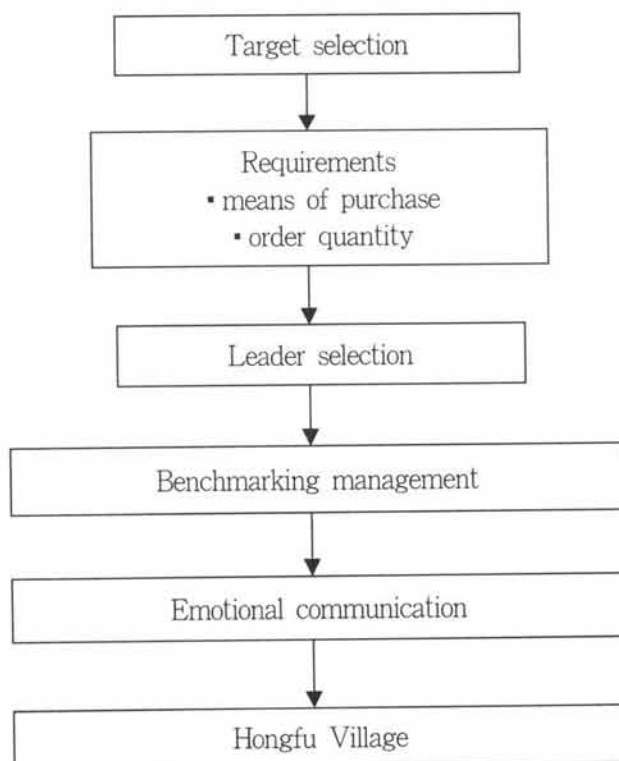 Target selection
Requirements
▪ means of purchase
▪ order quantity
Leader selection
Benchmarking management
Emotional communication
Hongfu Village